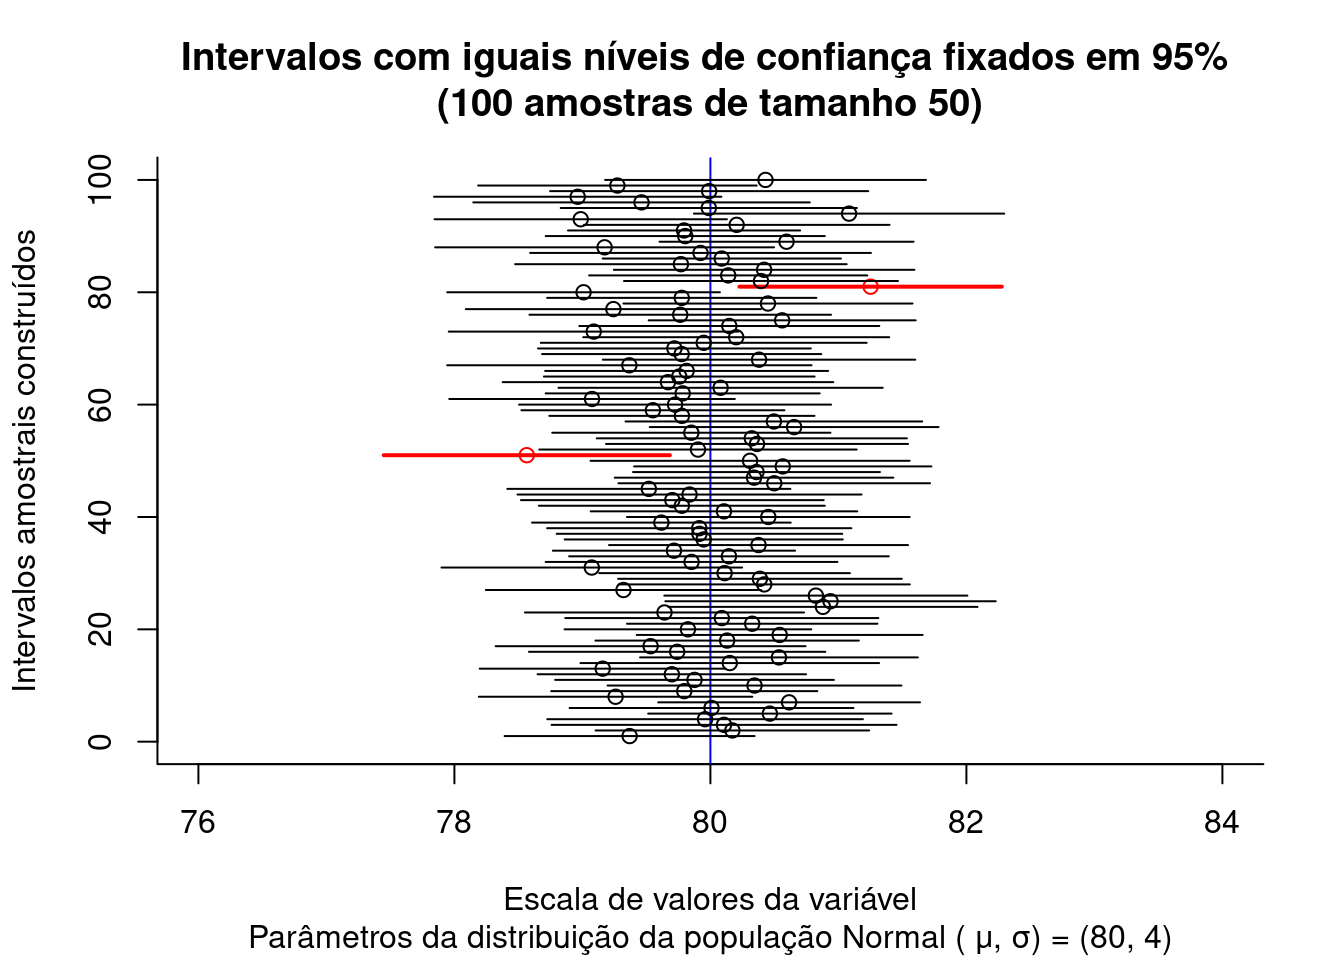 Intervalos com iguais níveis de confiança fixados em 95%
(100 amostras de tamanho 50)
Intervalos amostrais construídos
100
80
60
40
20
0
76 78 80 82 84
Escala de valores da variável
Parâmetros da distribuição da população Normal ( μ, σ) = (80, 4)